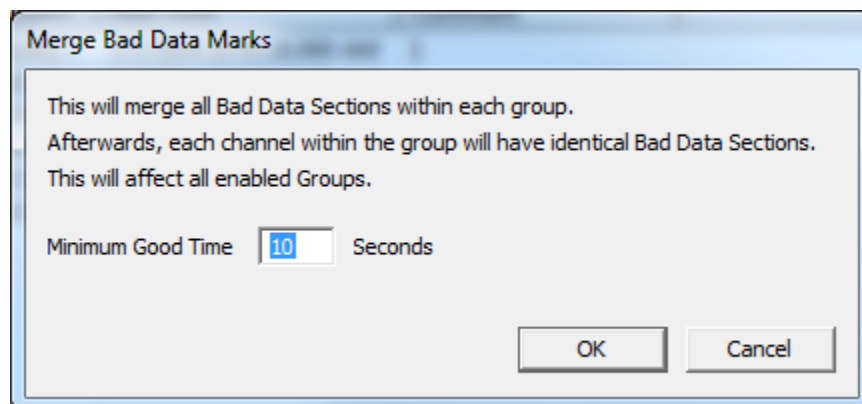 Merge Bad Data Marks
This will merge all Bad Data Sections within each group.
Afterwards, each channel within the group will have identical Bad Data Sections.
This will affect all enabled Groups.
Minimum Good Time 10 Seconds
OK Cancel